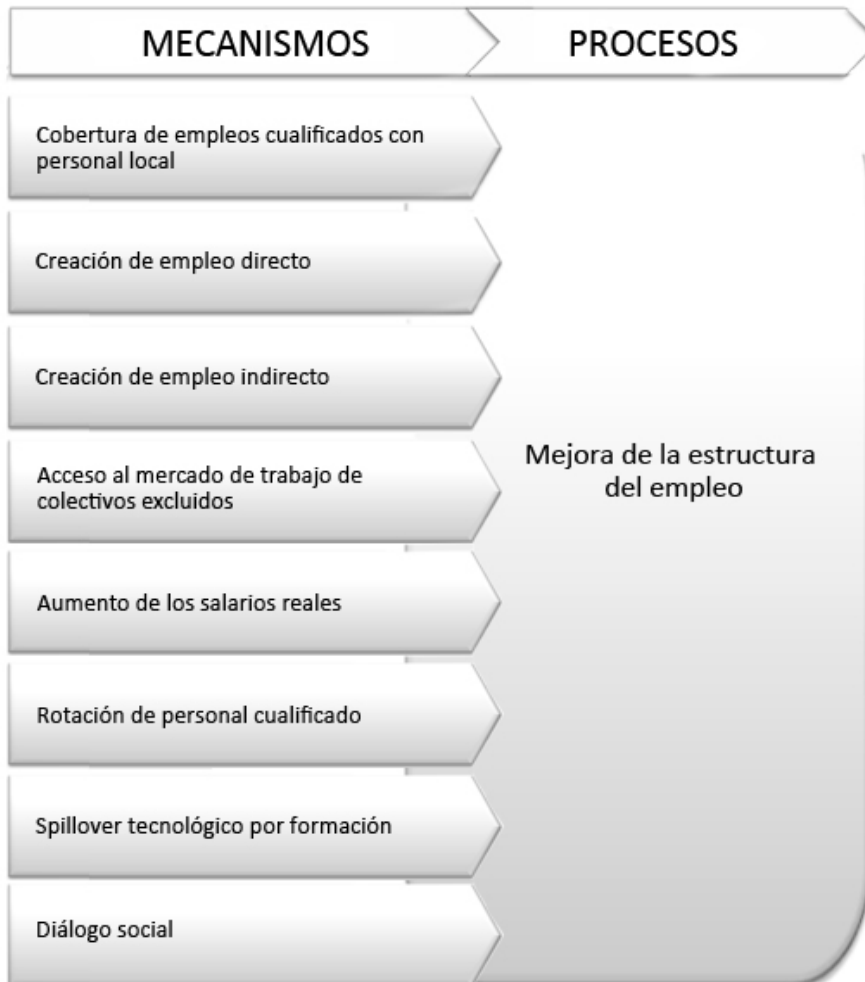 MECANISMOS
PROCESOS
Cobertura de empleos cualificados con
personal local
Creación de empleo directo
Creación de empleo indirecto
Acceso al mercado de trabajo de
colectivos excluidos
Aumento de los salarios reales
Rotación de personal cualificado
Spillover tecnológico por formación
Diálogo social
Mejora de la estructura
del empleo